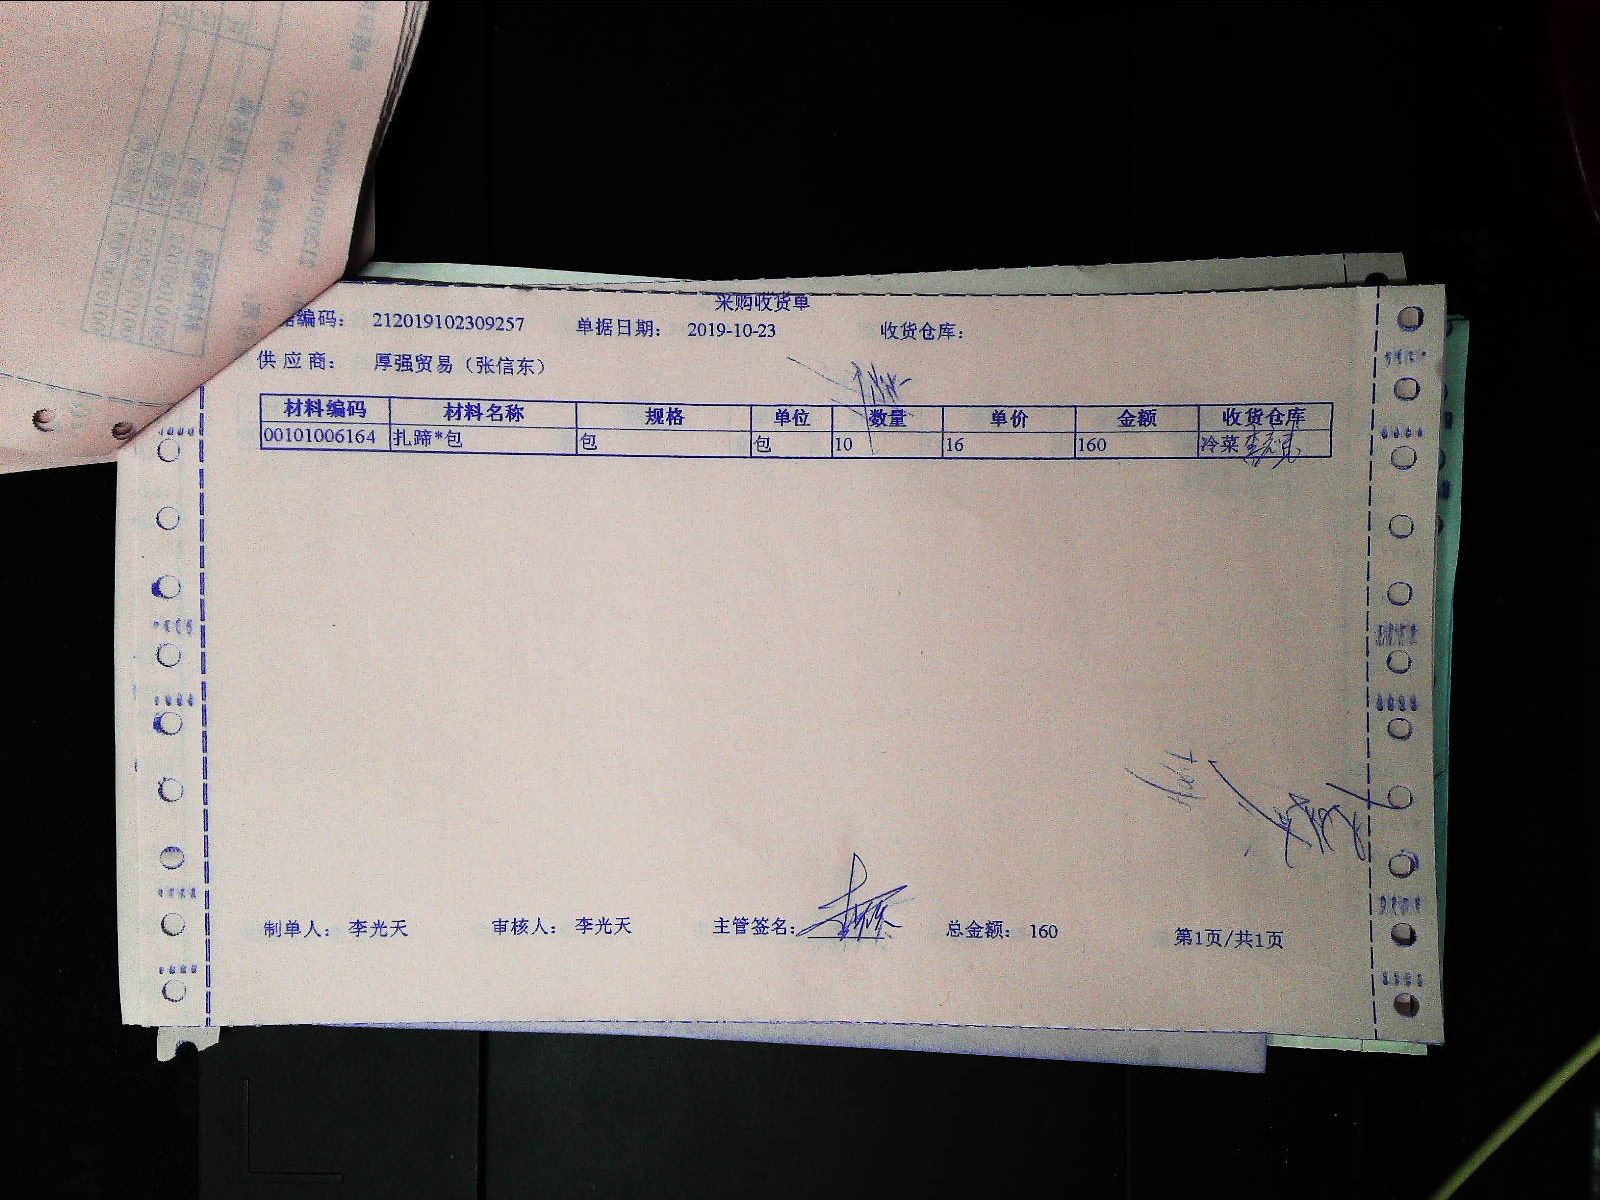 采购收货单
据编码： 212019102309257 单据日期： 2019-10-23 收货仓库：
供应商： 厚强贸易（张信东）
材料编码 材料名称 规格 单位 数量 单价 金额 收货仓库
00101006164 扎蹄*包 包 包 10 16 160 冷菜
制单人： 李光天 审核人： 李光天 主管签名： 总金额： 160 第1页/共1页